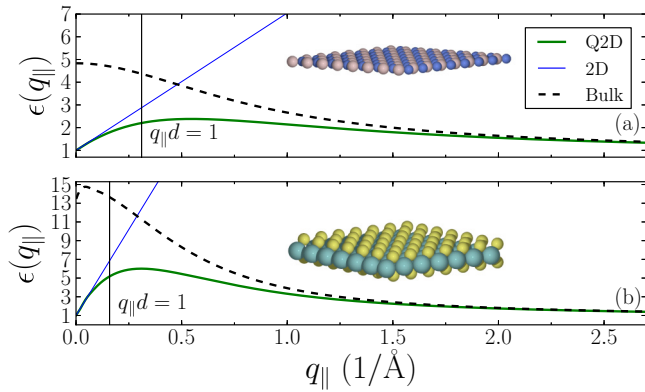 7
6
5
4
3
2
1
ϵ(q∥)
q∥d = 1
Q2D
2D
Bulk
(a)
15
13
11
9
7
5
3
1
ϵ(q∥)
q∥d = 1
(b)
0.0 0.5 1.0 1.5 2.0 2.5
q∥ (1/Å)